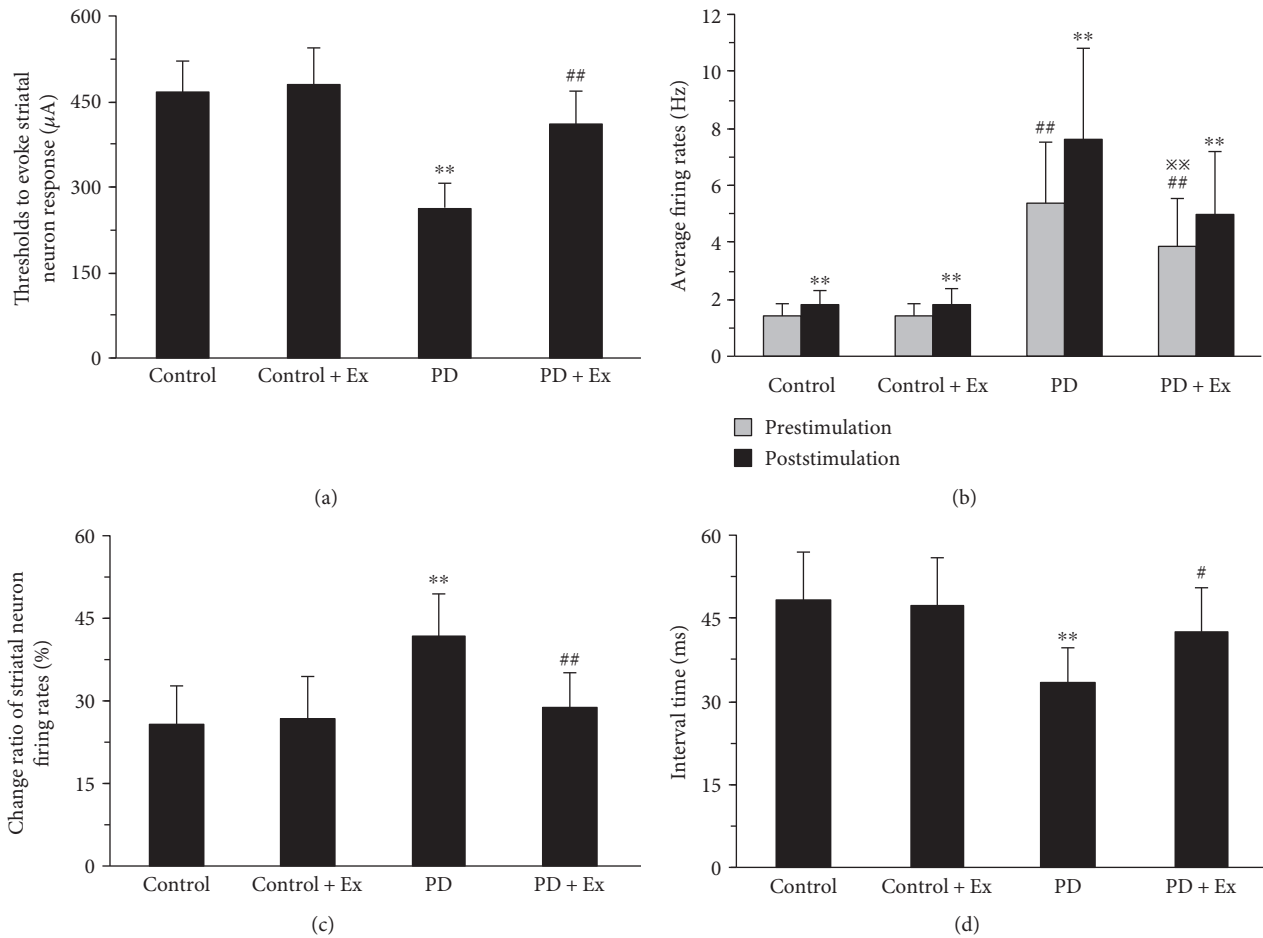 600
450
300
150
0
Thresholds to evoke striatal
neuron response (μA)
**
##
Control
Control + Ex
PD
PD + Ex
(a)
12
10
8
6
4
2
0
Average firing rates (Hz)
**
**
##
**
※※
##
**
Control
Control + Ex
PD
PD + Ex
Prestimulation
Poststimulation
(b)
60
45
30
15
0
Change ratio of striatal neuron
firing rates (%)
**
##
Control
Control + Ex
PD
PD + Ex
(c)
60
45
30
15
0
Interval time (ms)
**
#
Control
Control + Ex
PD
PD + Ex
(d)